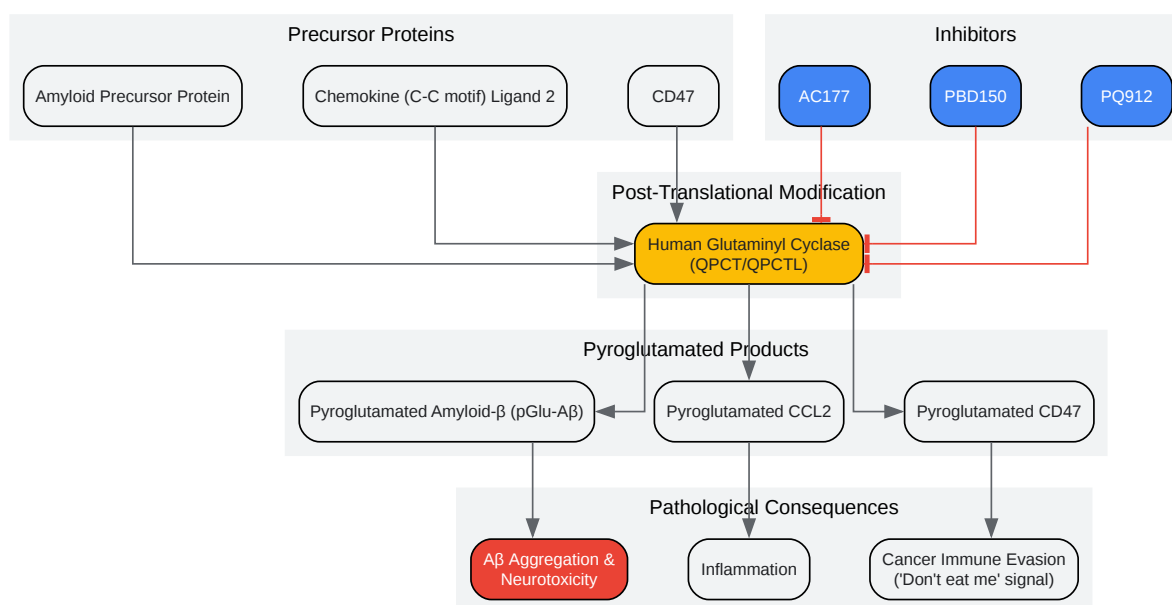 Precursor Proteins
Inhibitors
Amyloid Precursor Protein
Chemokine (C-C motif) Ligand 2
CD47
AC177
PBD150
PQ912
Post-Translational Modification
Human Glutaminyl Cyclase
(QPCT/QPCTL)
Pyroglutamated Products
Pyroglutamated Amyloid-β (pGlu-Aβ)
Pyroglutamated CCL2
Pyroglutamated CD47
Pathological Consequences
Aβ Aggregation &
Neurotoxicity
Inflammation
Cancer Immune Evasion
('Don't eat me' signal)